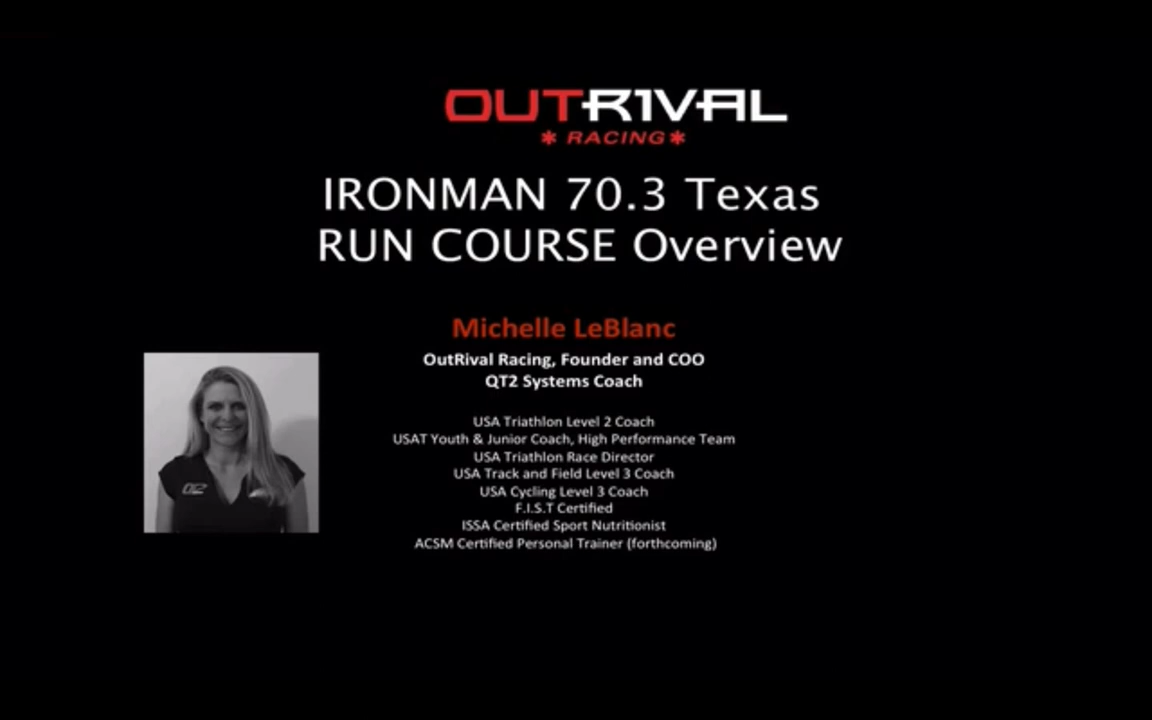 OUTR1VAL
* RACING *
IRONMAN 70.3 Texas
RUN COURSE Overview
Michelle LeBlanc
OutRival Racing, Founder and COO
QT2 Systems Coach
USA Triathlon Level 2 Coach
USAT Youth & Junior Coach, High Performance Team
USA Triathlon Race Director
USA Track and Field Level 3 Coach
USA Cycling Level 3 Coach
F.I.S.T Certified
ISSA Certified Sport Nutritionist
ACSM Certified Personal Trainer (forthcoming)